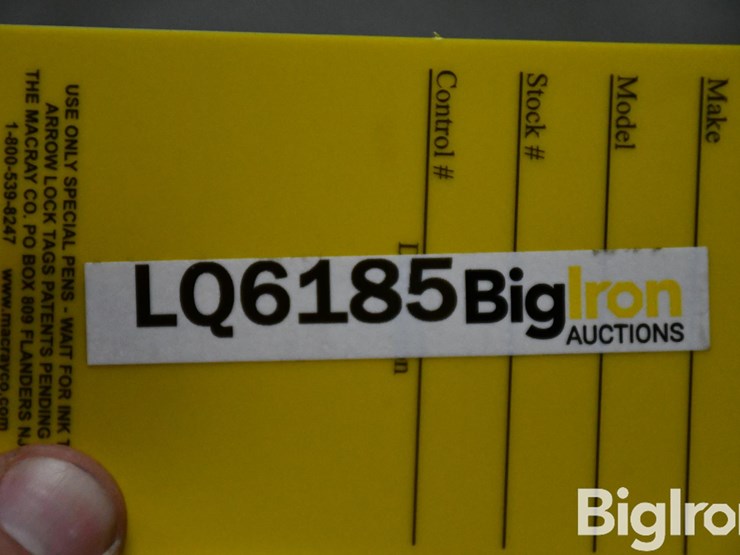 LQ6185 BigIron
AUCTIONS
Make
Model
Stock #
Control #
USE ONLY SPECIAL PENS - WAIT FOR INK T
ARROW LOCK TAGS PATENTS PENDING
THE MACRAY CO. PO BOX 809 FLANDERS NJ
1-800-539-8247 www.macrayco.com
BigIron